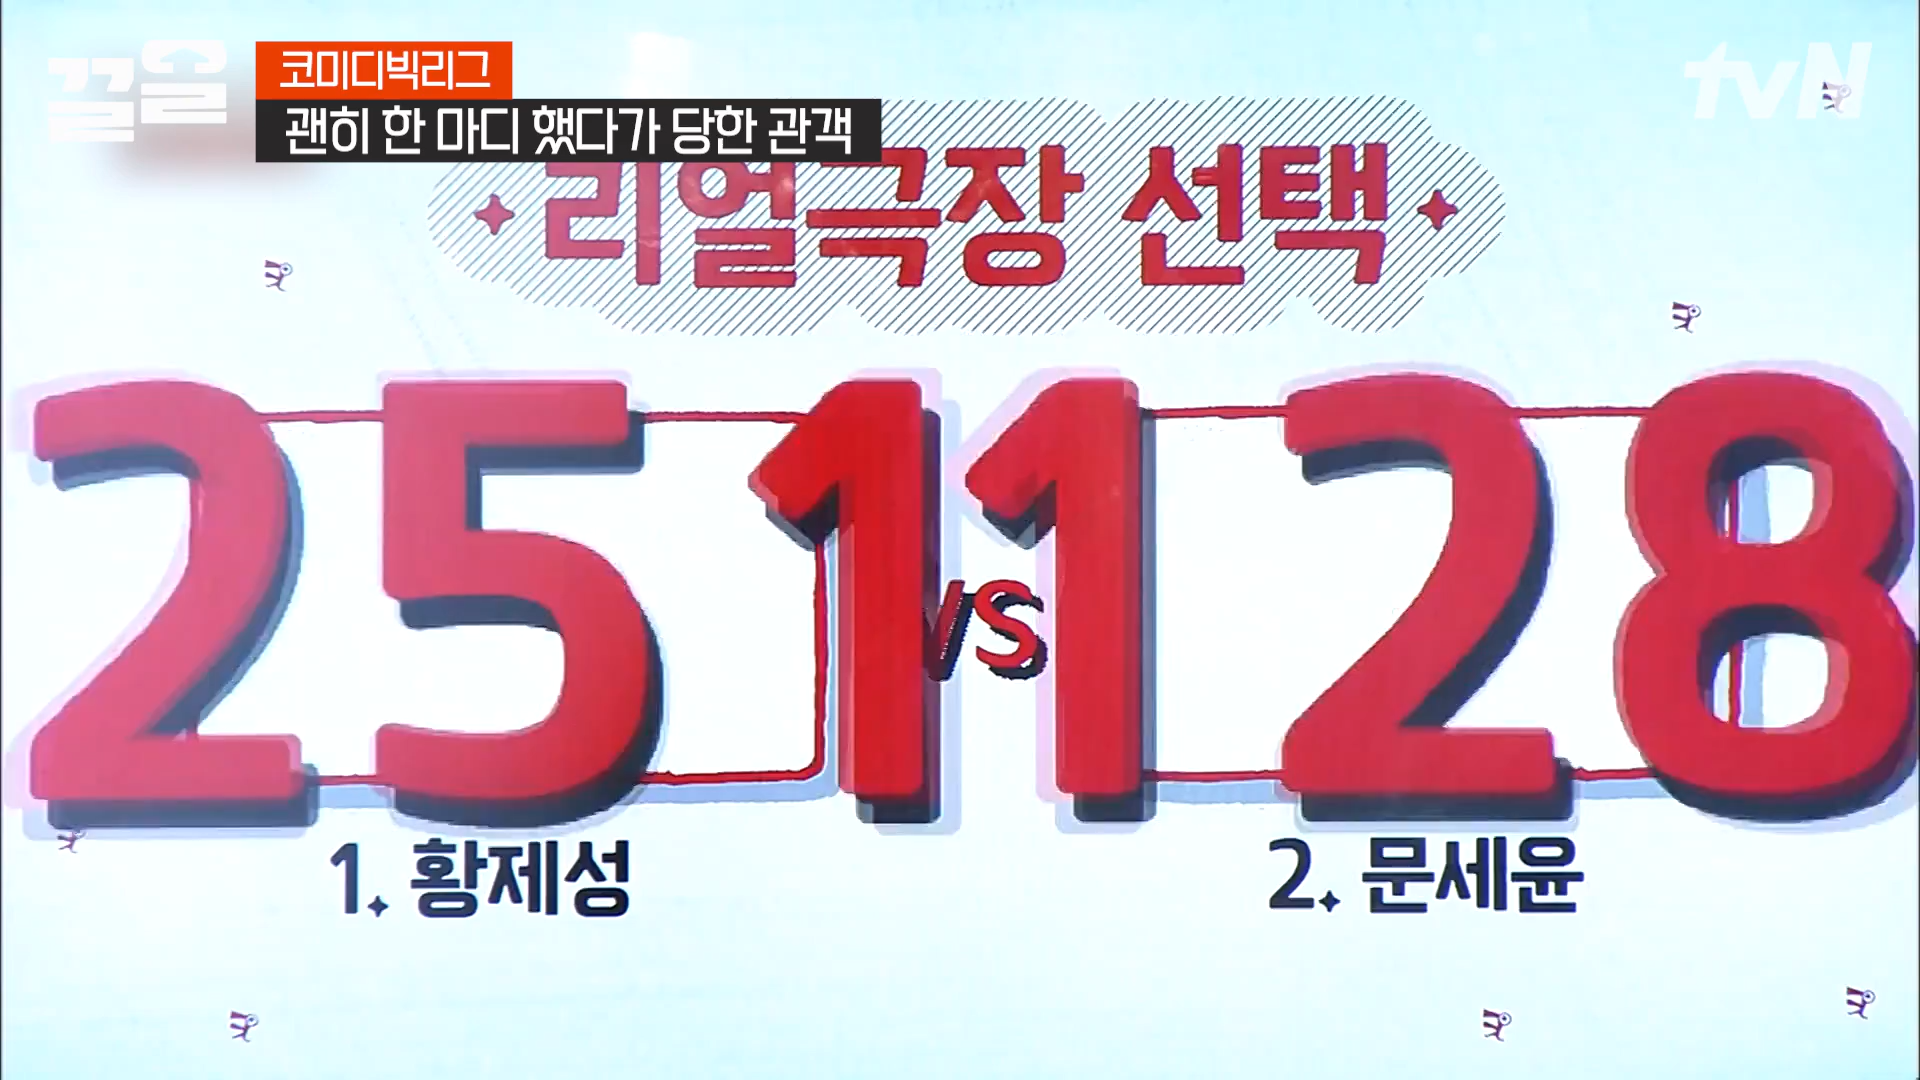 끌올
코미디빅리그
tvN
괜히 한 마디 했다가 당한 관객
리얼극장 선택
251 VS 128
1. 황제성
2. 문세윤